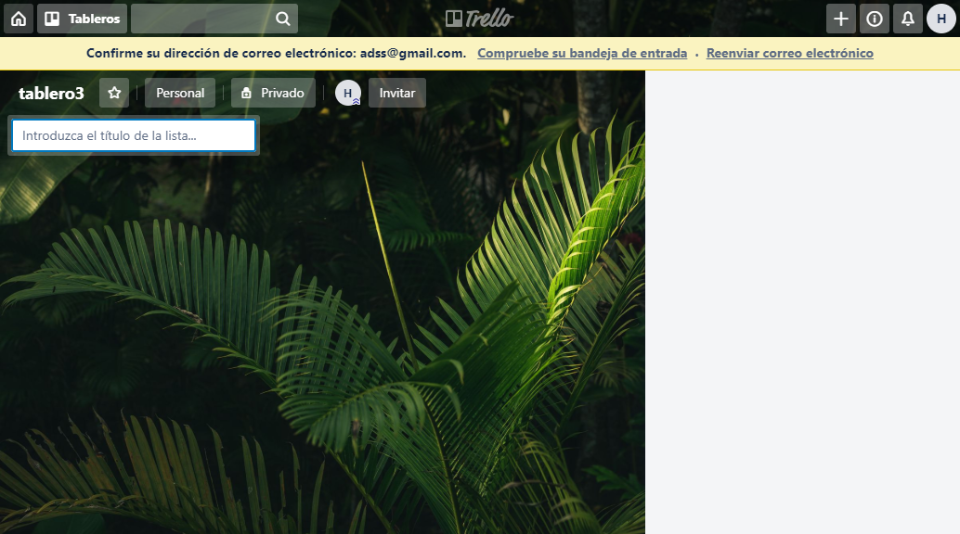 Tableros
Trello
H
Confirme su dirección de correo electrónico: adss@gmail.com. Compruebe su bandeja de entrada · Reenviar correo electrónico
tablero3 Personal Privado H Invitar
Introduzca el título de la lista...